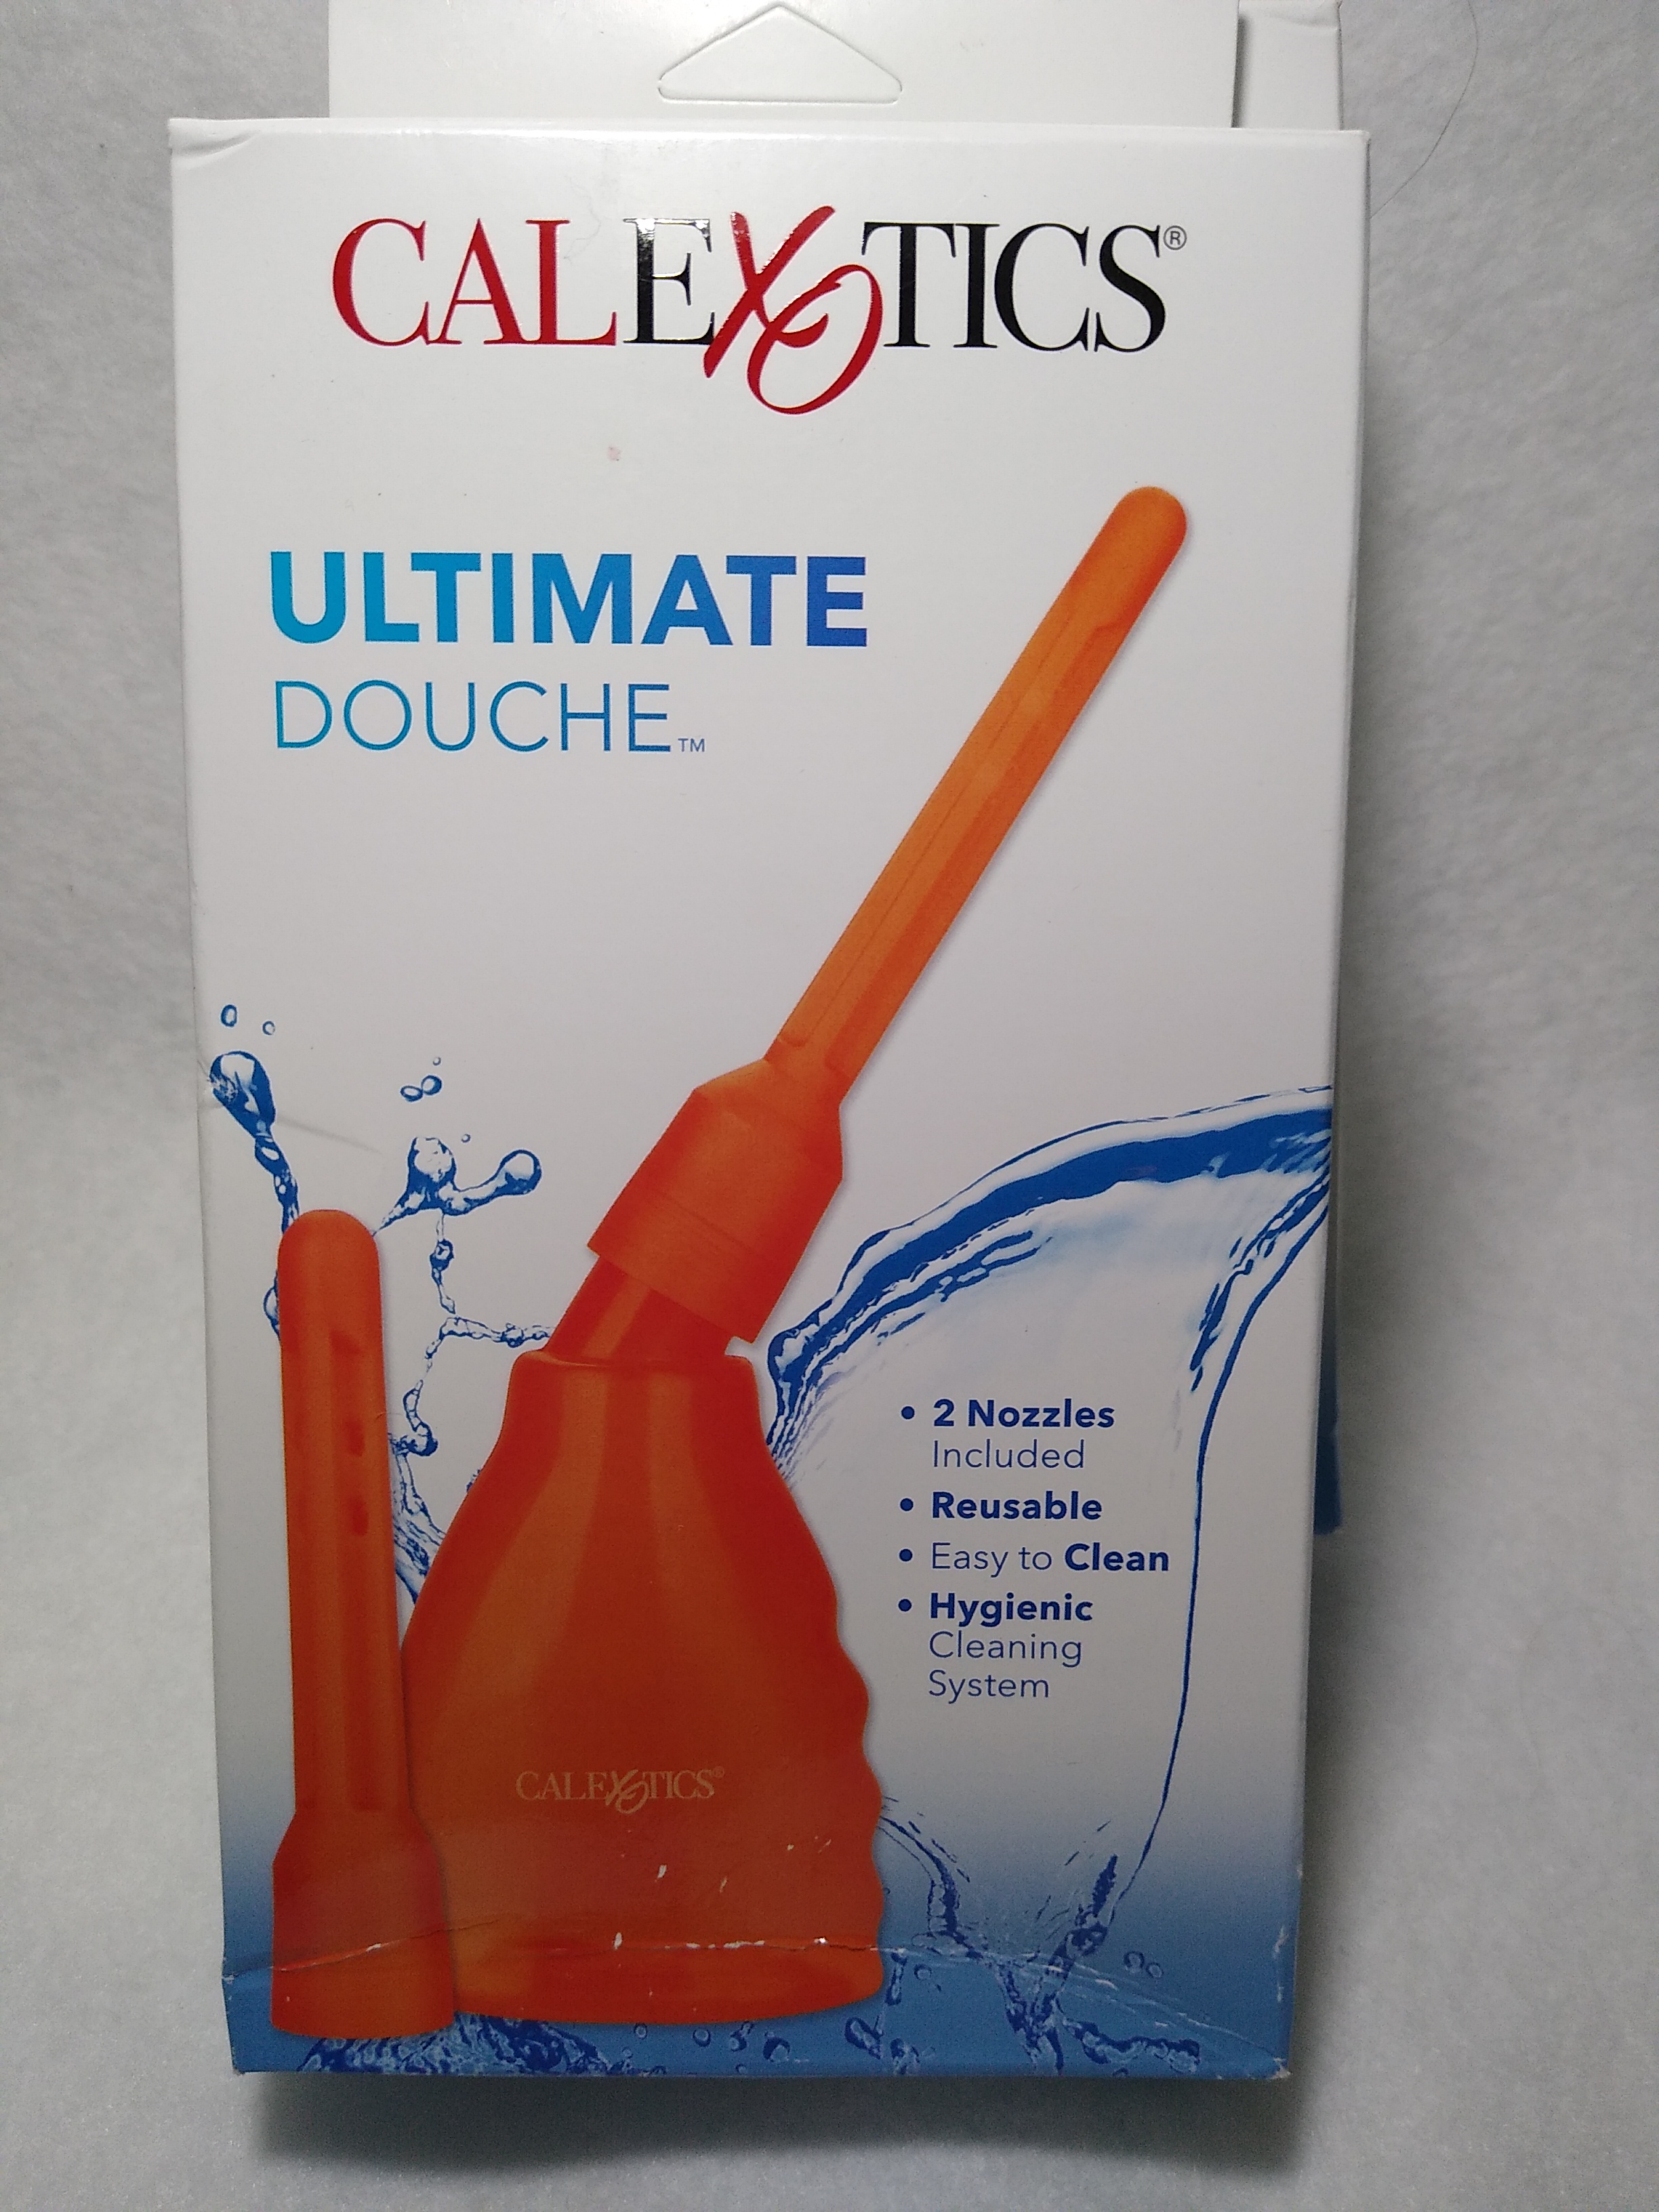 CALEXOTICS®
ULTIMATE
DOUCHE™
• 2 Nozzles
Included
• Reusable
• Easy to Clean
• Hygienic
Cleaning
System
CALEXOTICS®